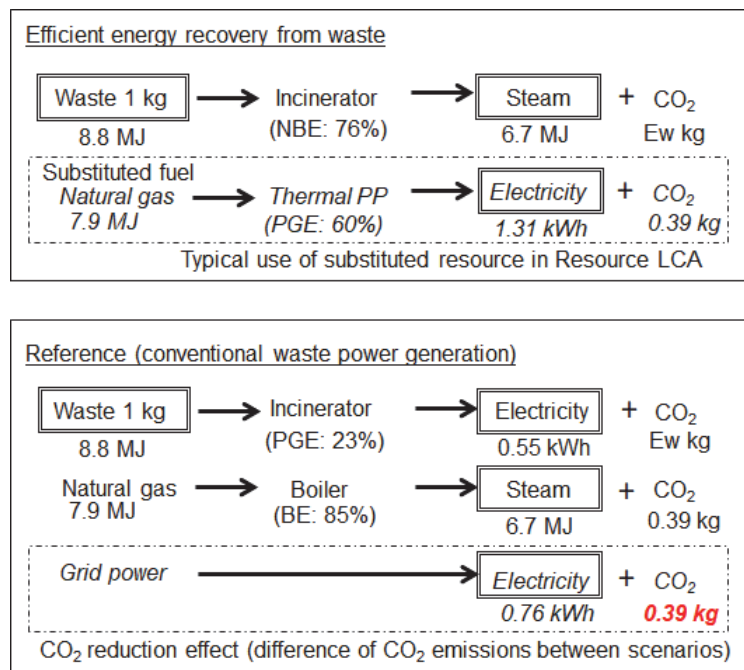 Efficient energy recovery from waste
Waste 1 kg Incinerator Steam + CO₂
8.8 MJ (NBE: 76%) 6.7 MJ Ew kg
Substituted fuel
Natural gas Thermal PP Electricity + CO₂
7.9 MJ (PGE: 60%) 1.31 kWh 0.39 kg
Typical use of substituted resource in Resource LCA
Reference (conventional waste power generation)
Waste 1 kg Incinerator Electricity + CO₂
8.8 MJ (PGE: 23%) 0.55 kWh Ew kg
Natural gas Boiler Steam + CO₂
7.9 MJ (BE: 85%) 6.7 MJ 0.39 kg
Grid power Electricity + CO₂
0.76 kWh 0.39 kg
CO₂ reduction effect (difference of CO₂ emissions between scenarios)